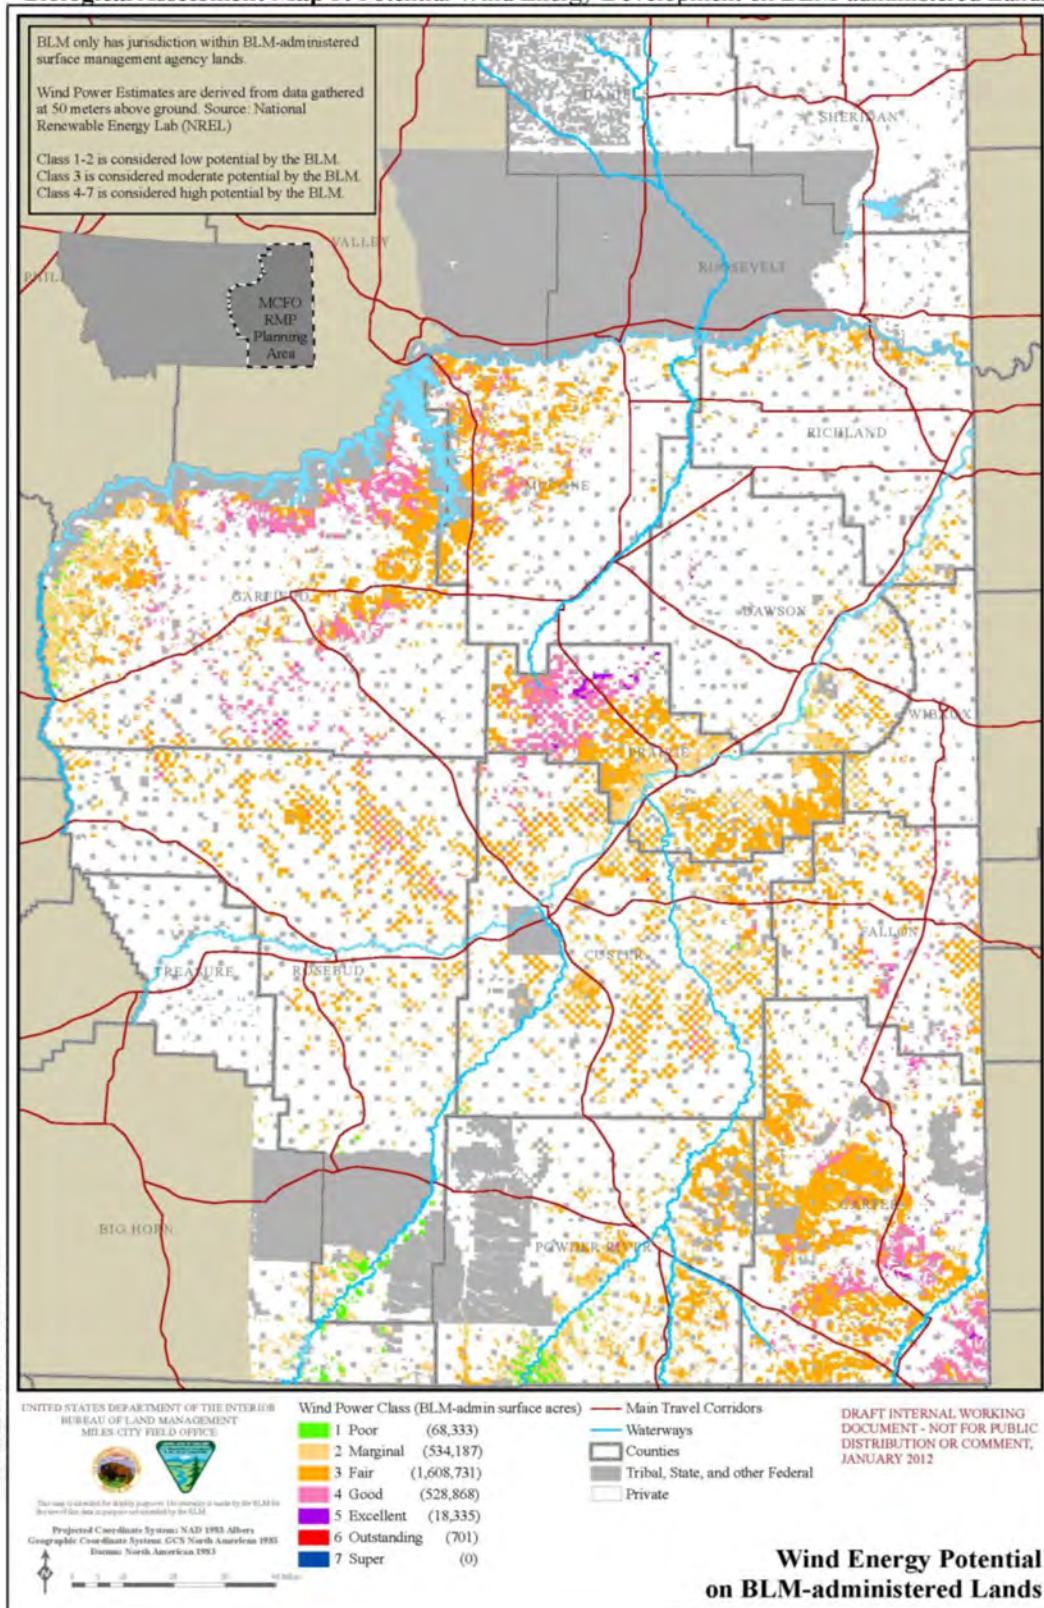 BLM only has jurisdiction within BLM-administered
surface management agency lands.
Wind Power Estimates are derived from data gathered
at 50 meters above ground. Source: National
Renewable Energy Lab (NREL)
Class 1-2 is considered low potential by the BLM.
Class 3 is considered moderate potential by the BLM.
Class 4-7 is considered high potential by the BLM.
SHERIDAN
VALLEY
ROOSEVELT
MCFO
RMP
Planning
Area
RICHLAND
MCCONE
GARFIELD
DAWSON
WIBAUX
PRAIRIE
FALLON
CUSTER
TREASURE
ROSEBUD
CARTER
BIG HORN
POWDER RIVER
UNITED STATES DEPARTMENT OF THE INTERIOR
BUREAU OF LAND MANAGEMENT
MILES CITY FIELD OFFICE
Projected Coordinate System: NAD 1983 Albers
Geographic Coordinate System: GCS North American 1983
Datum: North American 1983
N
Wind Power Class (BLM-admin surface acres)
1 Poor (68,333)
2 Marginal (534,187)
3 Fair (1,608,731)
4 Good (528,868)
5 Excellent (18,335)
6 Outstanding (701)
7 Super (0)
Main Travel Corridors
Waterways
Counties
Tribal, State, and other Federal
Private
DRAFT INTERNAL WORKING
DOCUMENT - NOT FOR PUBLIC
DISTRIBUTION OR COMMENT,
JANUARY 2012
Wind Energy Potential
on BLM-administered Lands